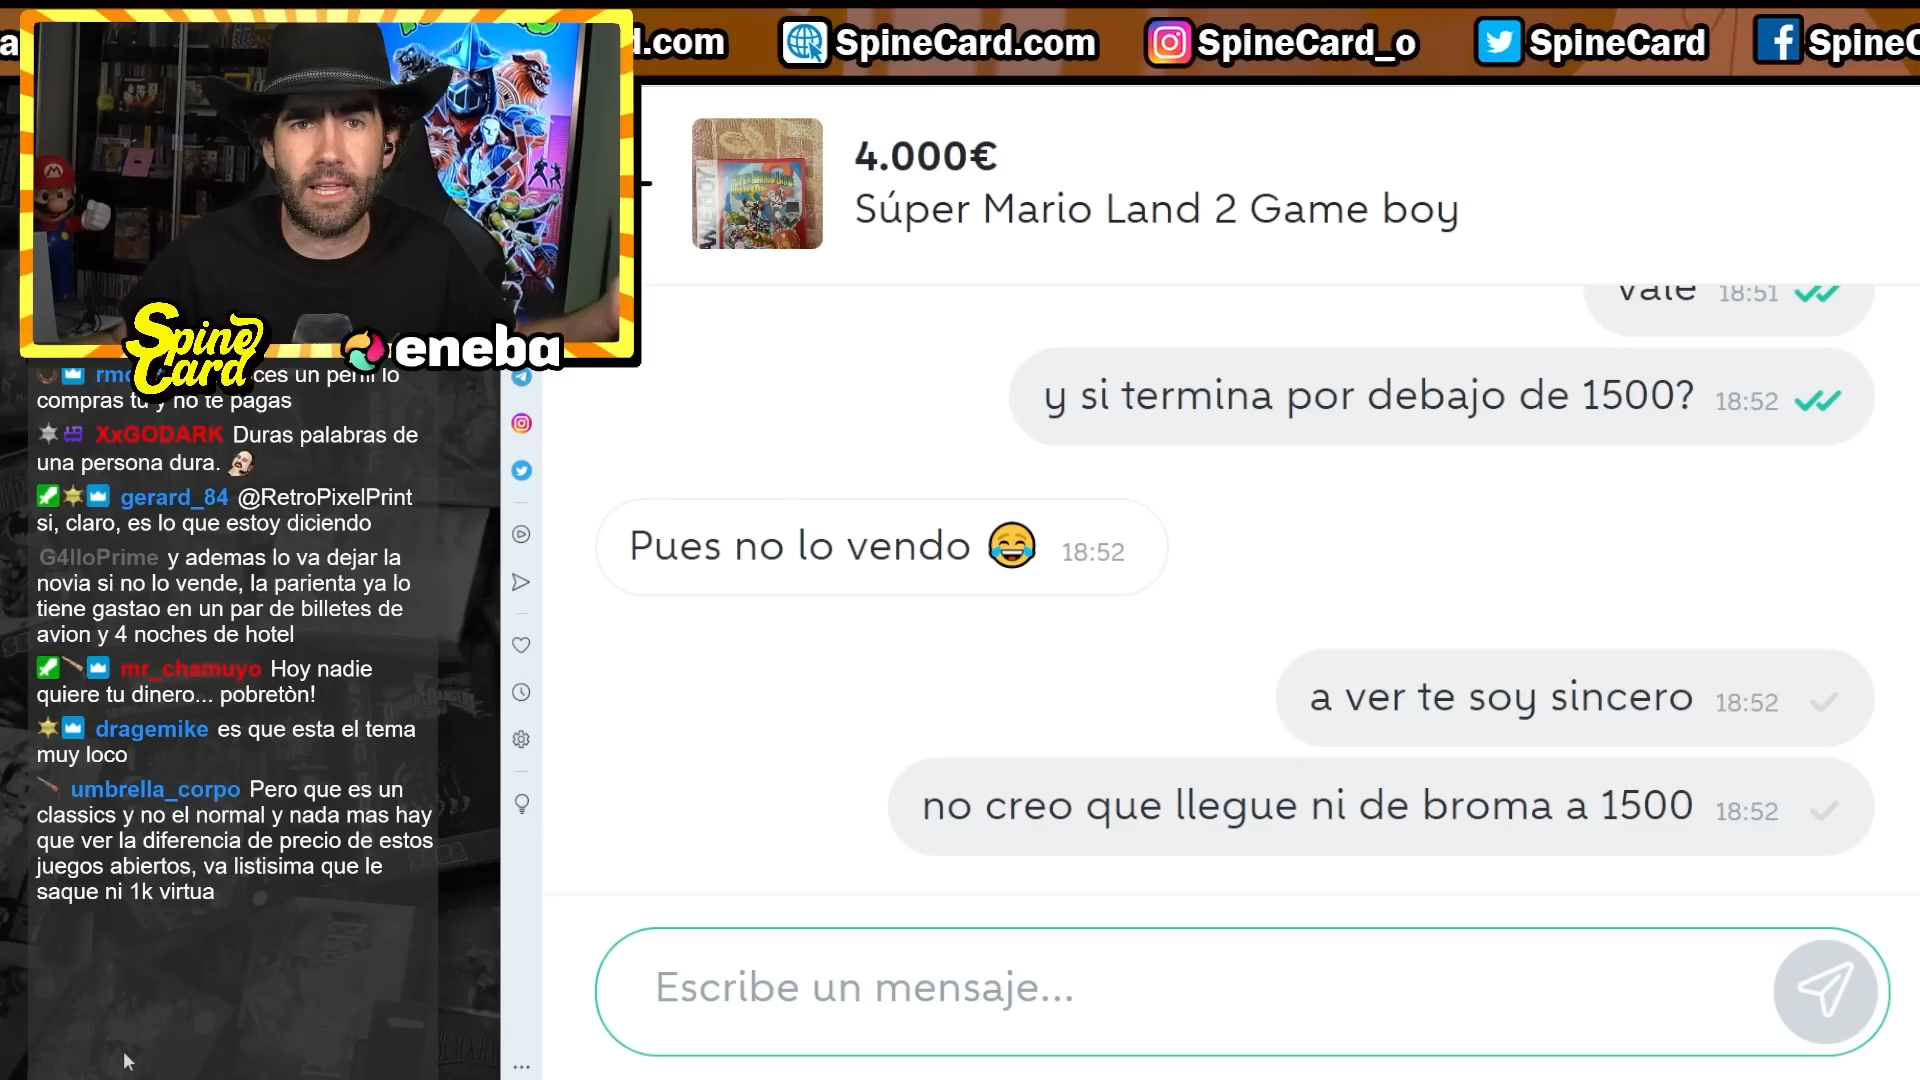 .com
SpineCard.com
SpineCard_o
SpineCard
SpineC
4.000€
Súper Mario Land 2 Game boy
GAME BOY
vale 18:51
y si termina por debajo de 1500? 18:52
Pues no lo vendo 😂 18:52
a ver te soy sincero 18:52
no creo que llegue ni de broma a 1500 18:52
Escribe un mensaje...
Spine
Card
eneba
ces un perfil lo
compras tu y no te pagas
XxGODARK Duras palabras de
una persona dura.
gerard_84 @RetroPixelPrint
si, claro, es lo que estoy diciendo
G4lloPrime y ademas lo va dejar la
novia si no lo vende, la parienta ya lo
tiene gastao en un par de billetes de
avion y 4 noches de hotel
mr_chamuyo Hoy nadie
quiere tu dinero... pobretòn!
dragemike es que esta el tema
muy loco
umbrella_corpo Pero que es un
classics y no el normal y nada mas hay
que ver la diferencia de precio de estos
juegos abiertos, va listisima que le
saque ni 1k virtua